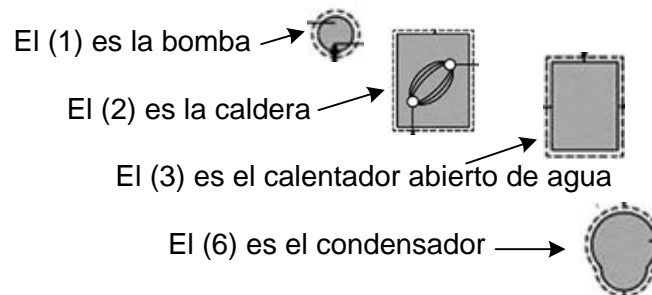 El (1) es la bomba
El (2) es la caldera
El (3) es el calentador abierto de agua
El (6) es el condensador